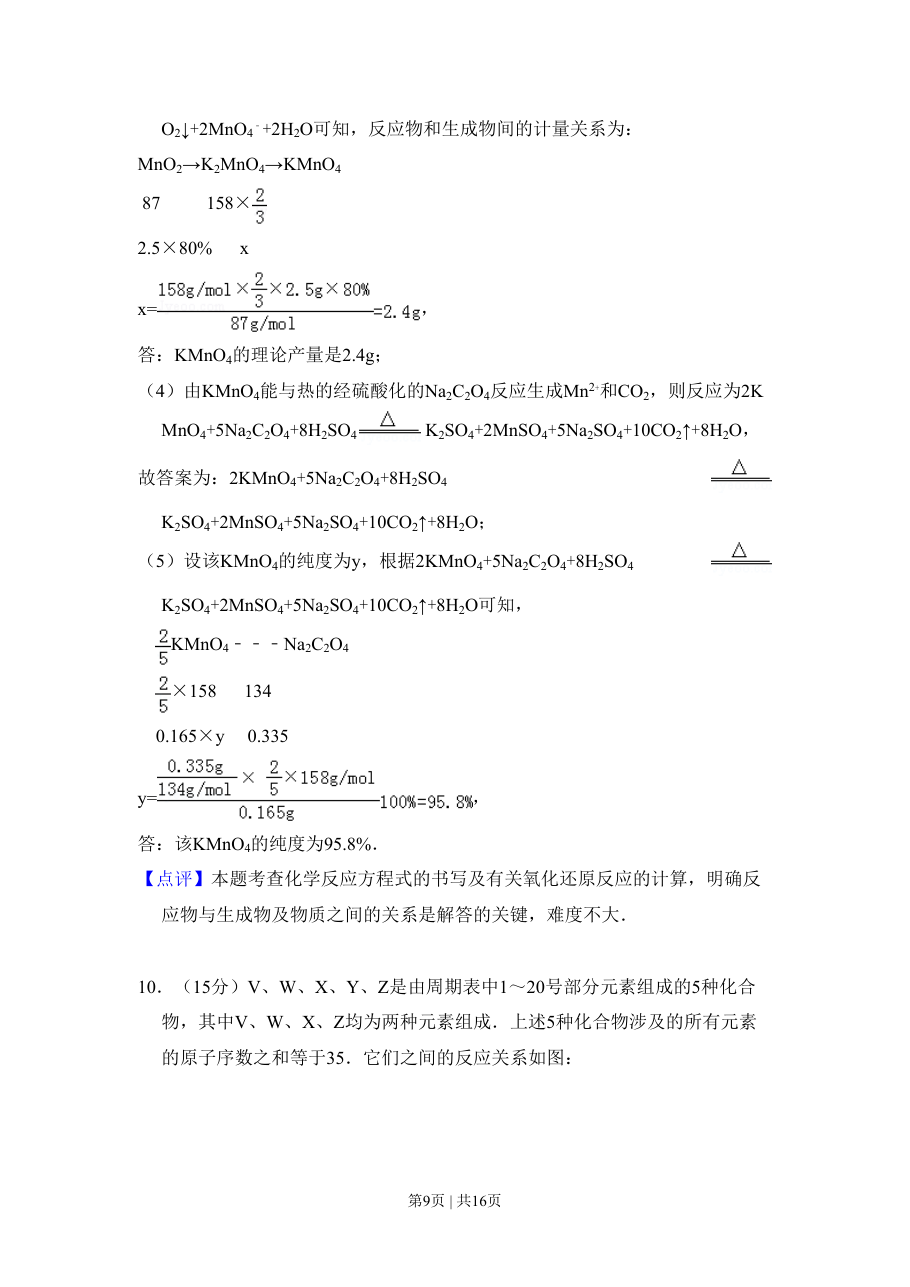 O₂↓+2MnO₄⁻+2H₂O可知，反应物和生成物间的计量关系为：
MnO₂→K₂MnO₄→KMnO₄
87 158×2/3
2.5×80% x
x=(158g/mol×2/3×2.5g×80%)/(87g/mol)=2.4g，
答：KMnO₄的理论产量是2.4g；
（4）由KMnO₄能与热的经硫酸化的Na₂C₂O₄反应生成Mn²⁺和CO₂，则反应为2K
MnO₄+5Na₂C₂O₄+8H₂SO₄ =△= K₂SO₄+2MnSO₄+5Na₂SO₄+10CO₂↑+8H₂O，
故答案为：2KMnO₄+5Na₂C₂O₄+8H₂SO₄ =△=
K₂SO₄+2MnSO₄+5Na₂SO₄+10CO₂↑+8H₂O；
（5）设该KMnO₄的纯度为y，根据2KMnO₄+5Na₂C₂O₄+8H₂SO₄ =△=
K₂SO₄+2MnSO₄+5Na₂SO₄+10CO₂↑+8H₂O可知，
2/5KMnO₄﹣﹣﹣Na₂C₂O₄
2/5×158 134
0.165×y 0.335
y=(0.335g/134g/mol × 2/5×158g/mol)/(0.165g)100%=95.8%，
答：该KMnO₄的纯度为95.8%．
【点评】本题考查化学反应方程式的书写及有关氧化还原反应的计算，明确反
应物与生成物及物质之间的关系是解答的关键，难度不大．
10．（15分）V、W、X、Y、Z是由周期表中1～20号部分元素组成的5种化合
物，其中V、W、X、Z均为两种元素组成．上述5种化合物涉及的所有元素
的原子序数之和等于35．它们之间的反应关系如图：
第9页 | 共16页